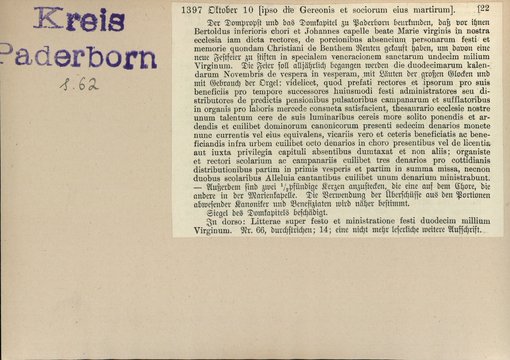 Kreis
Paderborn
s. 62
1397 Oktober 10 [ipso die Gereonis et sociorum eius martirum]. [22
Der Dompropst und das Domkapitel zu Paderborn beurkunden, daß vor ihnen
Bertoldus inferioris chori et Johannes capelle beate Marie virginis in nostra
ecclesia iam dicta rectores, de porcionibus absencium personarum festi et
memorie quondam Christiani de Benthem Renten gekauft haben, um davon eine
neue Festfeier zu stiften in specialem veneracionem sanctarum undecim milium
Virginum. Die Feier soll alljährlich begangen werden die duodecimarum kalen-
darum Novembris de vespera in vesperam, mit Läuten der großen Glocken und
mit Gebrauch der Orgel: videlicet, quod prefati rectores et ipsorum pro suis
beneficiis pro tempore successores huiusmodi festi administratores seu di-
stributores de predictis pensionibus pulsatoribus campanarum et sufflatoribus
in organis pro laboris mercede consueta satisfacient, thesaurario ecclesie nostre
unum talentum cere de suis luminaribus cereis more solito ponendis et ar-
dendis et cuilibet dominorum canonicorum presenti sedecim denarios monete
nunc currentis vel eius equivalens, vicariis vero et ceteris beneficiatis ac bene-
ficiandis infra urbem cuilibet octo denarios in choro presentibus vel de licentia
aut iuxta privilegia capituli absentibus dumtaxat et non aliis; organiste
et rectori scolarium ac campanariis cuilibet tres denarios pro cottidianis
distributionibus partim in primis vesperis et partim in summa missa, necnon
duobus scolaribus Alleluia cantantibus cuilibet unum denarium ministrabunt.
— Außerdem sind zwei ½pfündige Kerzen anzustecken, die eine auf dem Chore, die
andere in der Marienkapelle. Die Verwendung der Überschüsse aus den Portionen
abwesender Kanoniker und Benefiziaten wird näher bestimmt.
Siegel des Domkapitels beschädigt.
In dorso: Litterae super festo et ministratione festi duodecim millium
Virginum. Nr. 66, durchstrichen; 14; eine nicht mehr leserliche weitere Aufschrift.